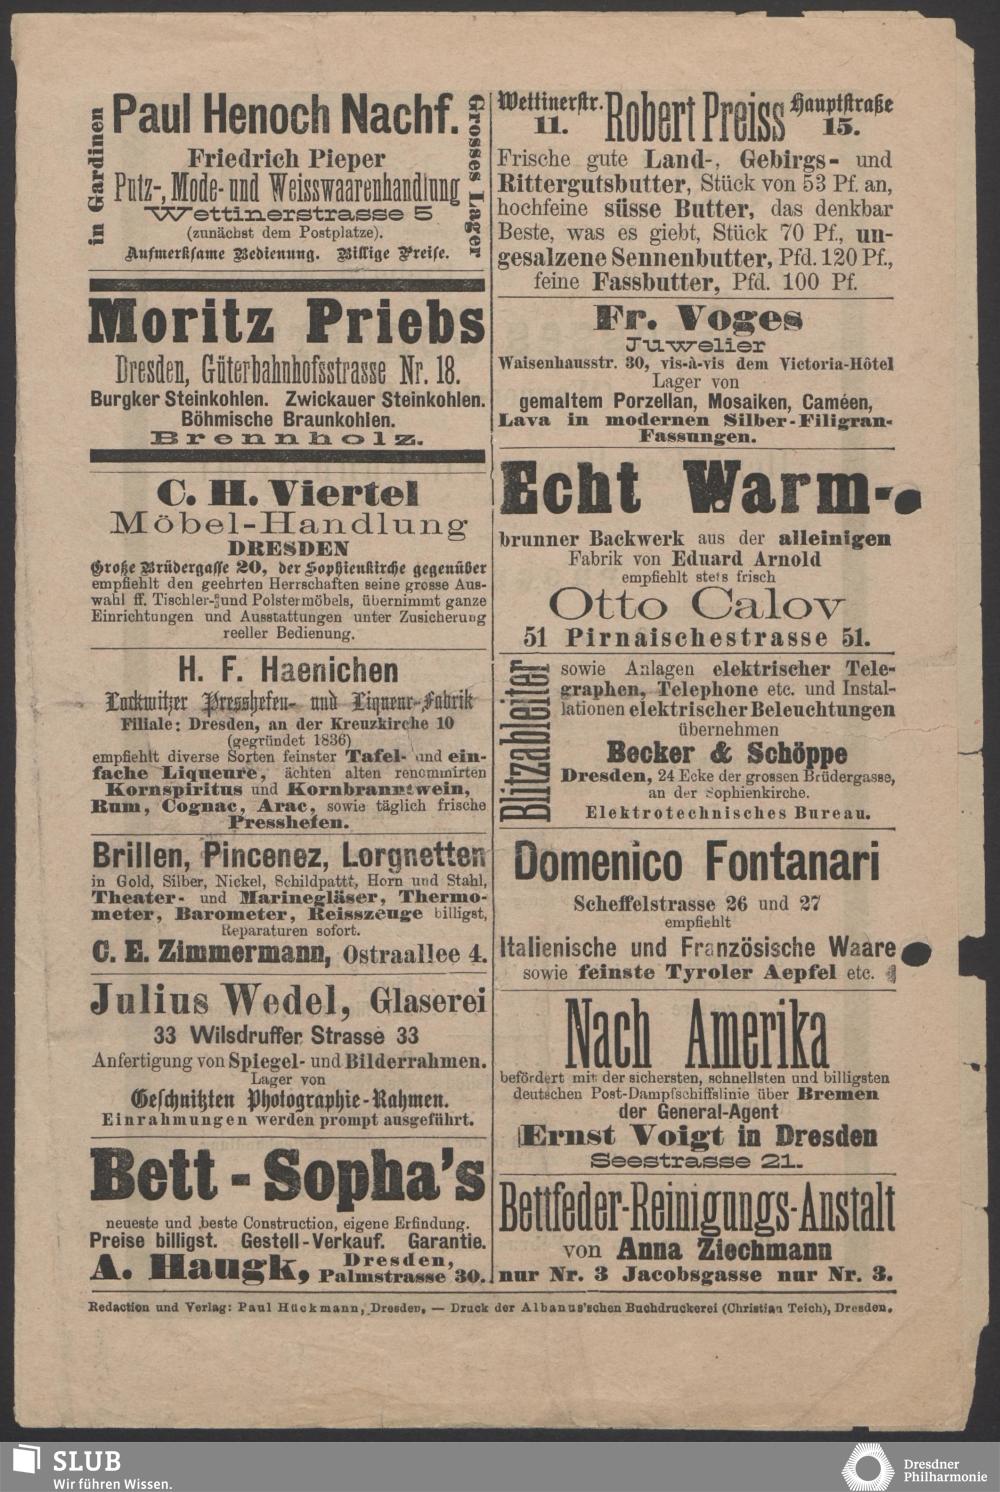 in Gardinen
Paul Henoch Nachf.
Friedrich Pieper
Putz-, Mode- und Weisswaarenhandlung
Wettinerstrasse 5
(zunächst dem Postplatze).
Aufmerksame Bedienung. Billige Preise.
Grosses Lager
Moritz Priebs
Dresden, Güterbahnhofsstrasse Nr. 18.
Burgker Steinkohlen. Zwickauer Steinkohlen.
Böhmische Braunkohlen.
Brennholz.
C. H. Viertel
Möbel-Handlung
DRESDEN
Große Brüdergasse 20, der Sophienkirche gegenüber
empfiehlt den geehrten Herrschaften seine grosse Aus-
wahl ff. Tischler- und Polstermöbels, übernimmt ganze
Einrichtungen und Ausstattungen unter Zusicherung
reeller Bedienung.
H. F. Haenichen
Lockwitzer Presshefen- und Liqueur-Fabrik
Filiale: Dresden, an der Kreuzkirche 10
(gegründet 1836)
empfiehlt diverse Sorten feinster Tafel- und ein-
fache Liqueure, ächten alten renommirten
Kornspiritus und Kornbranntwein,
Rum, Cognac, Arac, sowie täglich frische
Presshefen.
Brillen, Pincenez, Lorgnetten
in Gold, Silber, Nickel, Schildpattt, Horn und Stahl,
Theater- und Marinegläser, Thermo-
meter, Barometer, Reisszeuge billigst,
Reparaturen sofort.
C. E. Zimmermann, Ostraallee 4.
Julius Wedel, Glaserei
33 Wilsdruffer Strasse 33
Anfertigung von Spiegel- und Bilderrahmen.
Lager von
Geschnitzten Photographie-Rahmen.
Einrahmungen werden prompt ausgeführt.
Bett-Sopha's
neueste und beste Construction, eigene Erfindung.
Preise billigst. Gestell-Verkauf. Garantie.
A. Haugk, Dresden,
Palmstrasse 30.
Wettinerstr. 11. Robert Preiss Hauptstraße 15.
Frische gute Land-, Gebirgs- und
Rittergutsbutter, Stück von 53 Pf. an,
hochfeine süsse Butter, das denkbar
Beste, was es giebt, Stück 70 Pf., un-
gesalzene Sennenbutter, Pfd. 120 Pf.,
feine Fassbutter, Pfd. 100 Pf.
Fr. Voges
Juwelier
Waisenhausstr. 30, vis-à-vis dem Victoria-Hôtel
Lager von
gemaltem Porzellan, Mosaiken, Caméen,
Lava in modernen Silber-Filigran-
Fassungen.
Echt Warm-
brunner Backwerk aus der alleinigen
Fabrik von Eduard Arnold
empfiehlt stets frisch
Otto Calov
51 Pirnaischestrasse 51.
Blitzableiter
sowie Anlagen elektrischer Tele-
graphen, Telephone etc. und Instal-
lationen elektrischer Beleuchtungen
übernehmen
Becker & Schöppe
Dresden, 24 Ecke der grossen Brüdergasse,
an der Sophienkirche.
Elektrotechnisches Bureau.
Domenico Fontanari
Scheffelstrasse 26 und 27
empfiehlt
Italienische und Französische Waare
sowie feinste Tyroler Aepfel etc.
Nach Amerika
befördert mit der sichersten, schnellsten und billigsten
deutschen Post-Dampfschiffslinie über Bremen
der General-Agent
Ernst Voigt in Dresden
Seestrasse 21.
Bettfeder-Reinigungs-Anstalt
von Anna Ziechmann
nur Nr. 3 Jacobsgasse nur Nr. 3.
Redaction und Verlag: Paul Hückmann, Dresden. — Druck der Albanus'schen Buchdruckerei (Christian Teich), Dresden.
SLUB
Wir führen Wissen.
Dresdner
Philharmonie